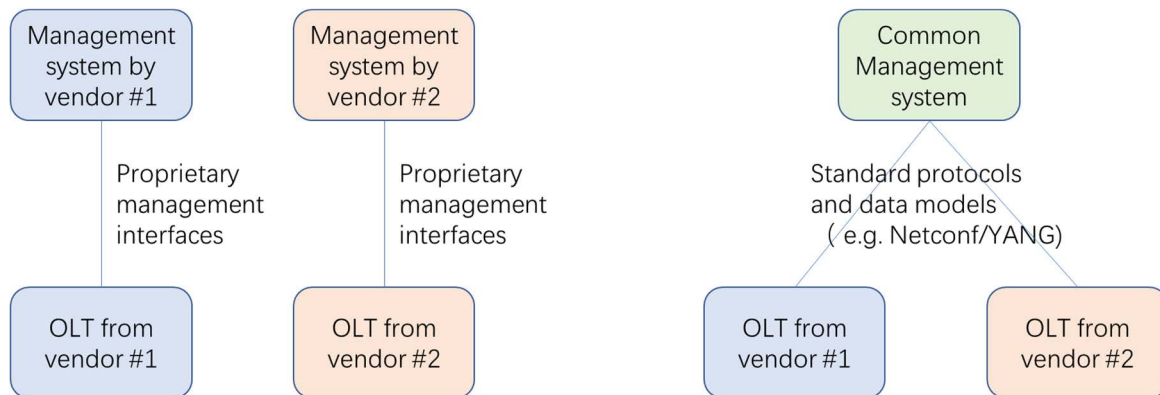 Management
system by
vendor #1
Management
system by
vendor #2
Common
Management
system
Proprietary
management
interfaces
Proprietary
management
interfaces
Standard protocols
and data models
( e.g. Netconf/YANG)
OLT from
vendor #1
OLT from
vendor #2
OLT from
vendor #1
OLT from
vendor #2